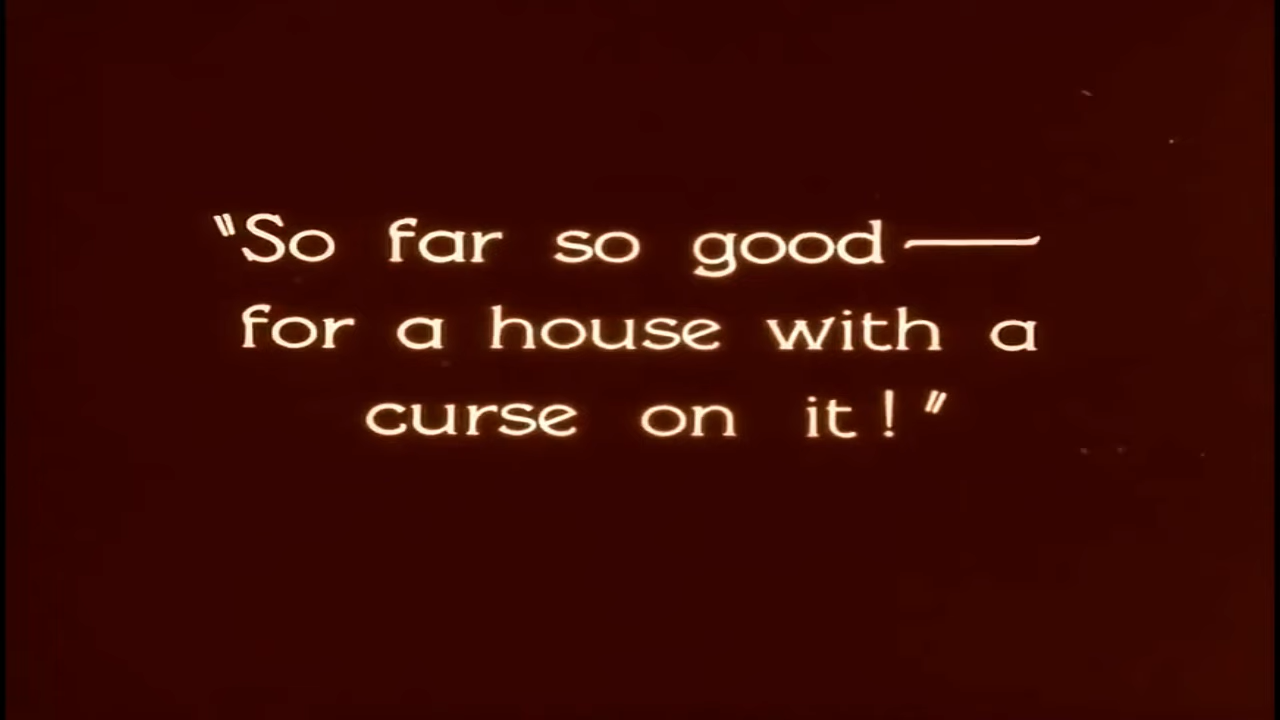 "So far so good—
for a house with a
curse on it!"